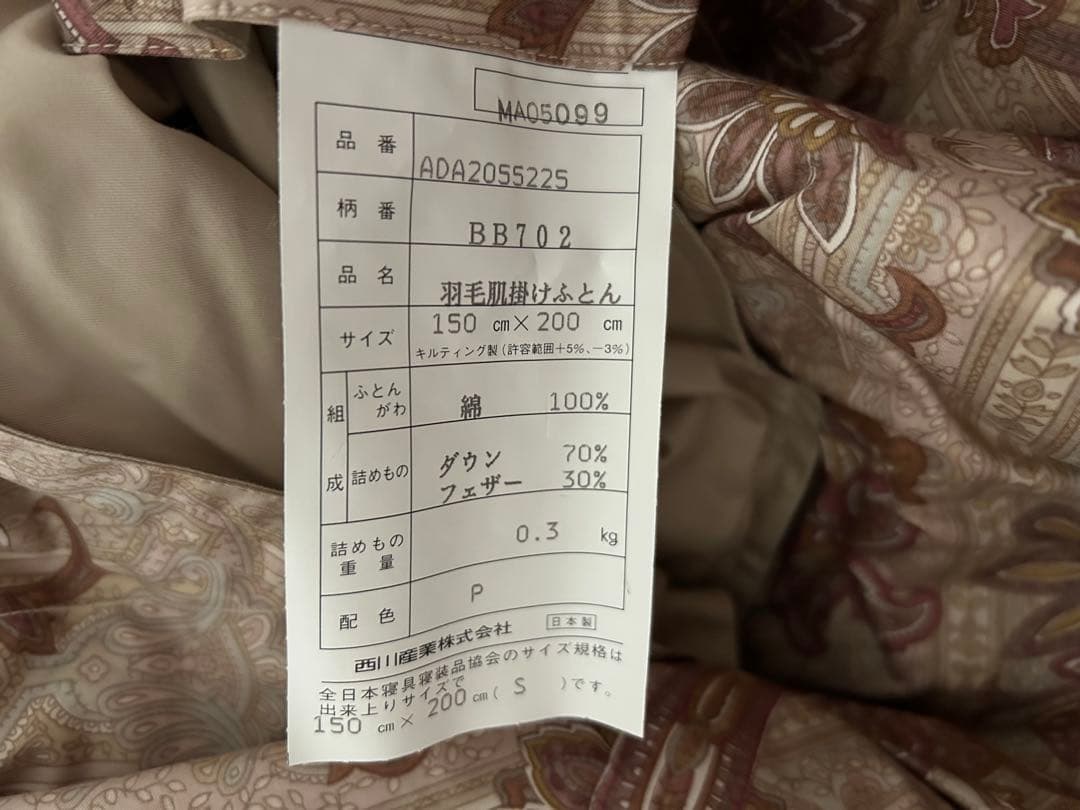 MA05099
品番 ADA2055225
柄番 BB702
品名 羽毛肌掛けふとん
サイズ 150 cm×200 cm
キルティング製(許容範囲+5%、-3%)
組成 ふとんがわ 綿 100%
詰めもの ダウン 70%
フェザー 30%
詰めもの重量 0.3 kg
配色 P
西川産業株式会社 日本製
全日本寝具寝装品協会のサイズ規格は
出来上りサイズで
150 cm× 200 cm( S )です。